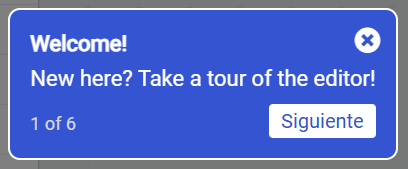 Welcome!
New here? Take a tour of the editor!
1 of 6
Siguiente